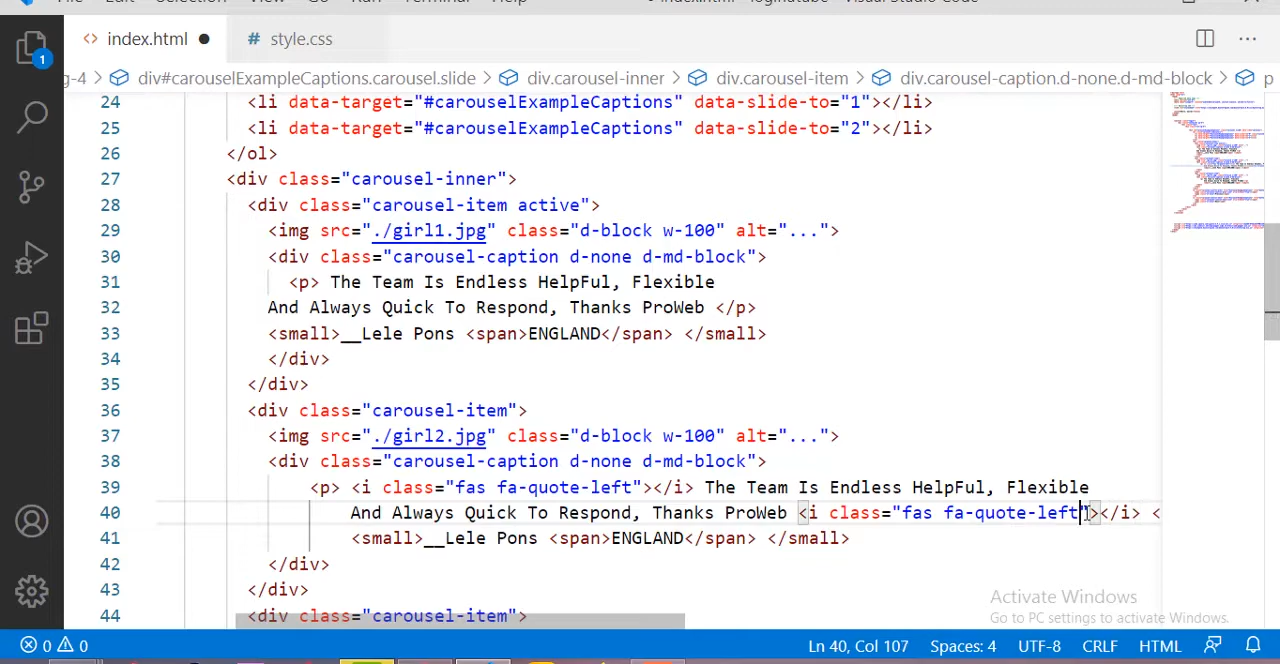 index.html
# style.css
g-4 > div#carouselExampleCaptions.carousel.slide > div.carousel-inner > div.carousel-item > div.carousel-caption.d-none.d-md-block > p
24 <li data-target="#carouselExampleCaptions" data-slide-to="1"></li>
25 <li data-target="#carouselExampleCaptions" data-slide-to="2"></li>
26 </ol>
27 <div class="carousel-inner">
28 <div class="carousel-item active">
29 <img src="./girl1.jpg" class="d-block w-100" alt="...">
30 <div class="carousel-caption d-none d-md-block">
31 <p> The Team Is Endless HelpFul, Flexible
32 And Always Quick To Respond, Thanks ProWeb </p>
33 <small>__Lele Pons <span>ENGLAND</span> </small>
34 </div>
35 </div>
36 <div class="carousel-item">
37 <img src="./girl2.jpg" class="d-block w-100" alt="...">
38 <div class="carousel-caption d-none d-md-block">
39 <p> <i class="fas fa-quote-left"></i> The Team Is Endless HelpFul, Flexible
40 And Always Quick To Respond, Thanks ProWeb <i class="fas fa-quote-left"></i> <
41 <small>__Lele Pons <span>ENGLAND</span> </small>
42 </div>
43 </div>
44 <div class="carousel-item">
Activate Windows
Go to PC settings to activate Windows.
1
0 0 Ln 40, Col 107 Spaces: 4 UTF-8 CRLF HTML